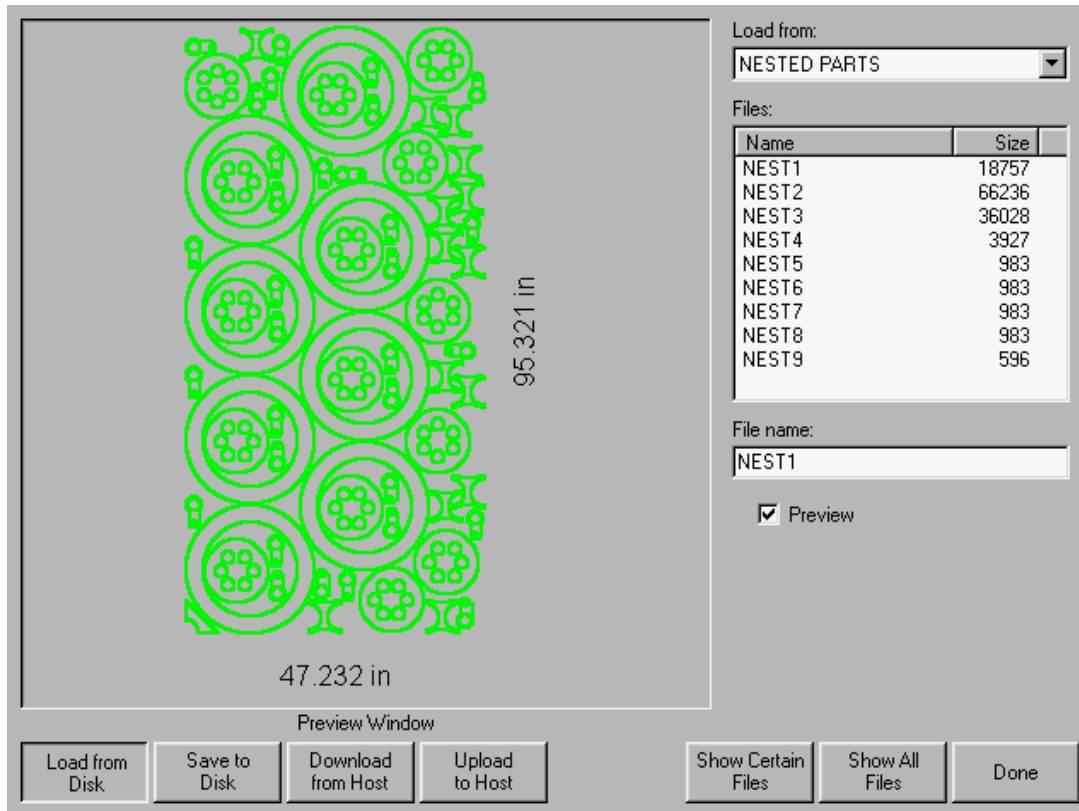 Load from:
NESTED PARTS
Files:
Name Size
NEST1 18757
NEST2 66236
NEST3 36028
NEST4 3927
NEST5 983
NEST6 983
NEST7 983
NEST8 983
NEST9 596
File name:
NEST1
Preview
95.321 in
47.232 in
Preview Window
Load from
Disk
Save to
Disk
Download
from Host
Upload
to Host
Show Certain
Files
Show All
Files
Done